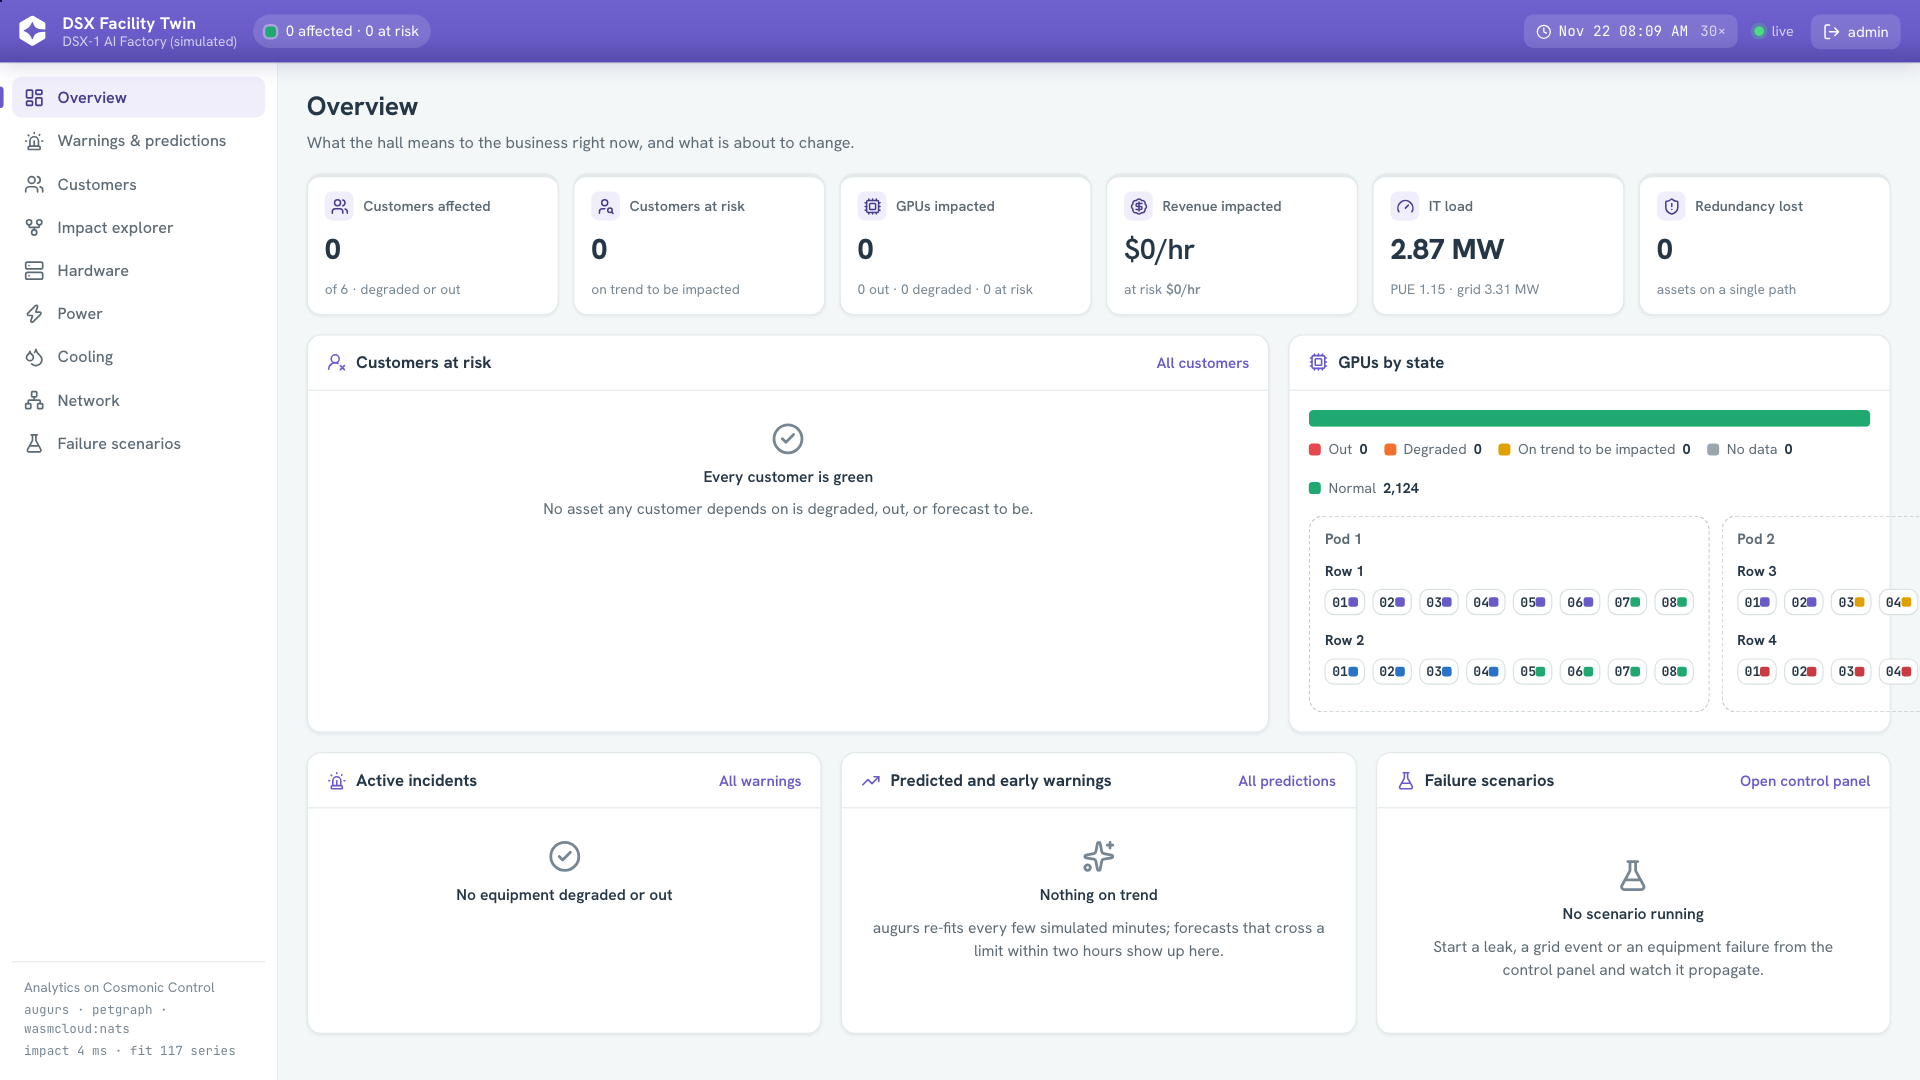 DSX Facility Twin
DSX-1 AI Factory (simulated)
0 affected · 0 at risk
Nov 22 08:09 AM 30×
live
admin
Overview
Warnings & predictions
Customers
Impact explorer
Hardware
Power
Cooling
Network
Failure scenarios
Analytics on Cosmonic Control
augurs · petgraph ·
wasmcloud:nats
impact 4 ms · fit 117 series
Overview
What the hall means to the business right now, and what is about to change.
Customers affected
0
of 6 · degraded or out
Customers at risk
0
on trend to be impacted
GPUs impacted
0
0 out · 0 degraded · 0 at risk
Revenue impacted
$0/hr
at risk $0/hr
IT load
2.87 MW
PUE 1.15 · grid 3.31 MW
Redundancy lost
0
assets on a single path
Customers at risk
All customers
Every customer is green
No asset any customer depends on is degraded, out, or forecast to be.
GPUs by state
Out 0 Degraded 0 On trend to be impacted 0 No data 0
Normal 2,124
Pod 1
Row 1
01 02 03 04 05 06 07 08
Row 2
01 02 03 04 05 06 07 08
Pod 2
Row 3
01 02 03 04
Row 4
01 02 03 04
Active incidents
All warnings
No equipment degraded or out
Predicted and early warnings
All predictions
Nothing on trend
augurs re-fits every few simulated minutes; forecasts that cross a
limit within two hours show up here.
Failure scenarios
Open control panel
No scenario running
Start a leak, a grid event or an equipment failure from the
control panel and watch it propagate.